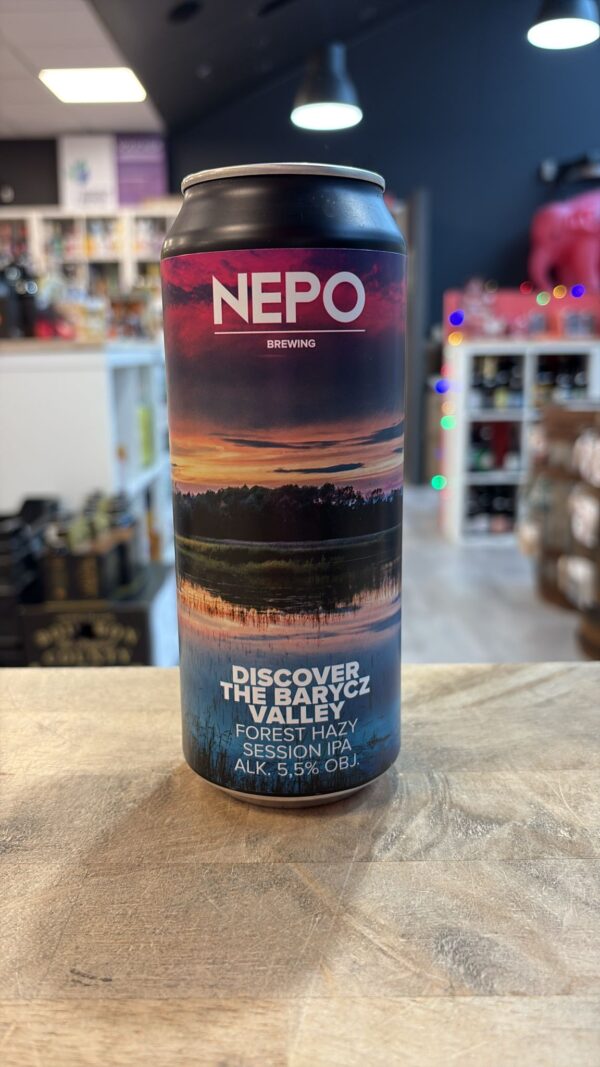 NEPO
BREWING
DISCOVER
THE BARYCZ
VALLEY
FOREST HAZY
SESSION IPA
ALK. 5,5% OBJ.